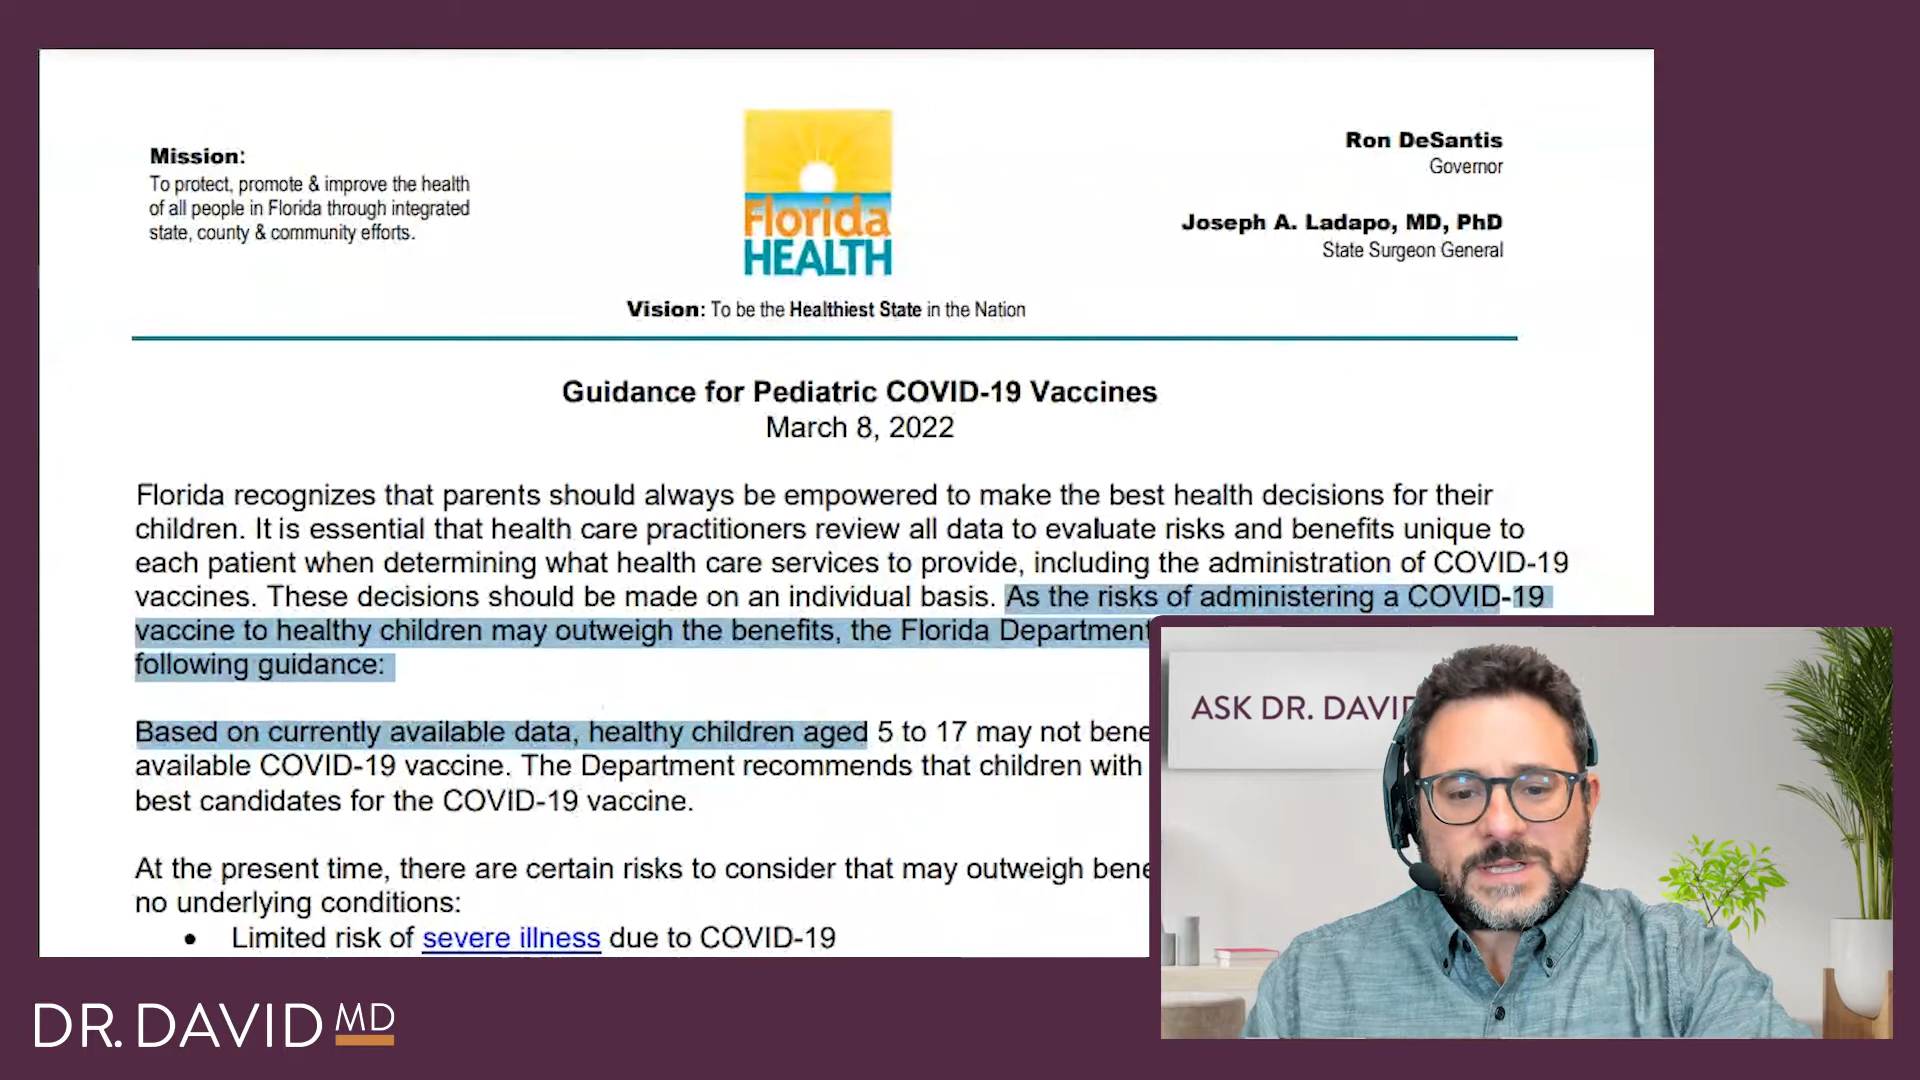 Mission:
To protect, promote & improve the health
of all people in Florida through integrated
state, county & community efforts.
Florida
HEALTH
Ron DeSantis
Governor
Joseph A. Ladapo, MD, PhD
State Surgeon General
Vision: To be the Healthiest State in the Nation
Guidance for Pediatric COVID-19 Vaccines
March 8, 2022
Florida recognizes that parents should always be empowered to make the best health decisions for their
children. It is essential that health care practitioners review all data to evaluate risks and benefits unique to
each patient when determining what health care services to provide, including the administration of COVID-19
vaccines. These decisions should be made on an individual basis. As the risks of administering a COVID-19
vaccine to healthy children may outweigh the benefits, the Florida Department
following guidance:
Based on currently available data, healthy children aged 5 to 17 may not bene
available COVID-19 vaccine. The Department recommends that children with
best candidates for the COVID-19 vaccine.
At the present time, there are certain risks to consider that may outweigh bene
no underlying conditions:
• Limited risk of severe illness due to COVID-19
ASK DR. DAVID
DR. DAVID MD